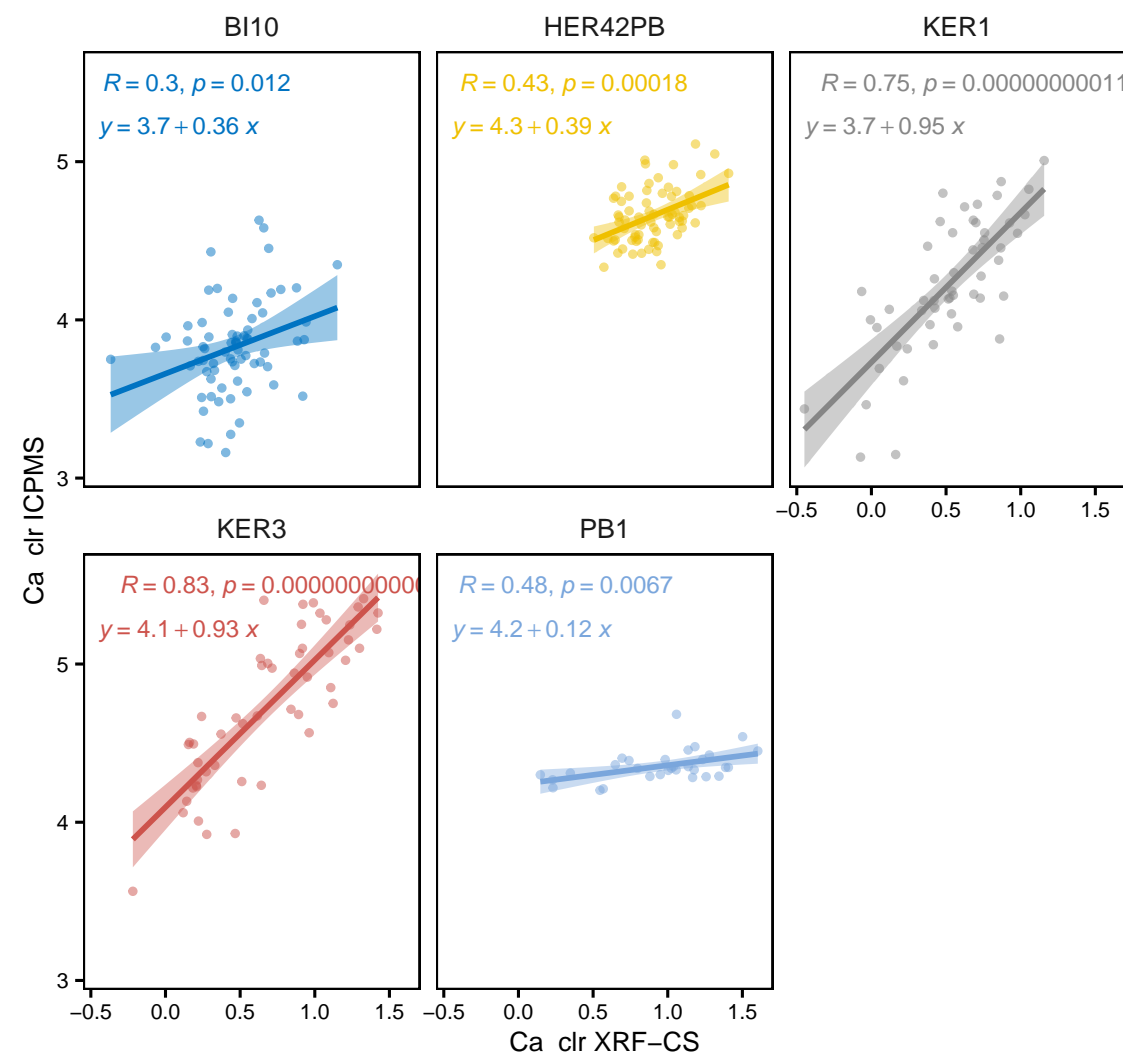 BI10
HER42PB
KER1
R = 0.3, p = 0.012
R = 0.43, p = 0.00018
R = 0.75, p = 0.00000000011
y = 3.7 + 0.36 x
y = 4.3 + 0.39 x
y = 3.7 + 0.95 x
5
4
3
−0.5 0.0 0.5 1.0 1.5
Ca clr ICPMS
KER3
PB1
R = 0.83, p = 0.00000000000
R = 0.48, p = 0.0067
y = 4.1 + 0.93 x
y = 4.2 + 0.12 x
5
4
3
−0.5 0.0 0.5 1.0 1.5
−0.5 0.0 0.5 1.0 1.5
Ca clr XRF−CS